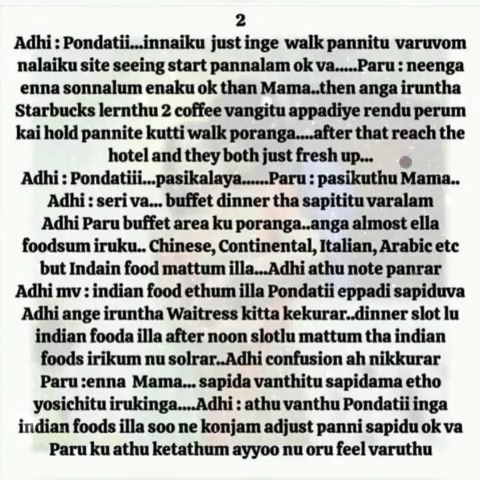 2
Adhi : Pondatii...innaiku just inge walk pannitu varuvom
nalaiku site seeing start pannalam ok va.....Paru : neenga
enna sonnalum enaku ok than Mama..then anga iruntha
Starbucks lernthu 2 coffee vangitu appadiye rendu perum
kai hold pannite kutti walk poranga....after that reach the
hotel and they both just fresh up...
Adhi : Pondatiii...pasikalaya......Paru : pasikuthu Mama..
Adhi : seri va... buffet dinner tha sapititu varalam
Adhi Paru buffet area ku poranga..anga almost ella
foodsum iruku.. Chinese, Continental, Italian, Arabic etc
but Indain food mattum illa...Adhi athu note panrar
Adhi mv : indian food ethum illa Pondatii eppadi sapiduva
Adhi ange iruntha Waitress kitta kekurar..dinner slot lu
indian fooda illa after noon slotlu mattum tha indian
foods irikum nu solrar..Adhi confusion ah nikkurar
Paru :enna Mama... sapida vanthitu sapidama etho
yosichitu irukinga....Adhi : athu vanthu Pondatii inga
indian foods illa soo ne konjam adjust panni sapidu ok va
Paru ku athu ketathum ayyoo nu oru feel varuthu